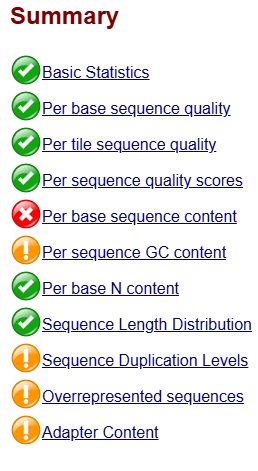 Summary
Basic Statistics
Per base sequence quality
Per tile sequence quality
Per sequence quality scores
Per base sequence content
Per sequence GC content
Per base N content
Sequence Length Distribution
Sequence Duplication Levels
Overrepresented sequences
Adapter Content